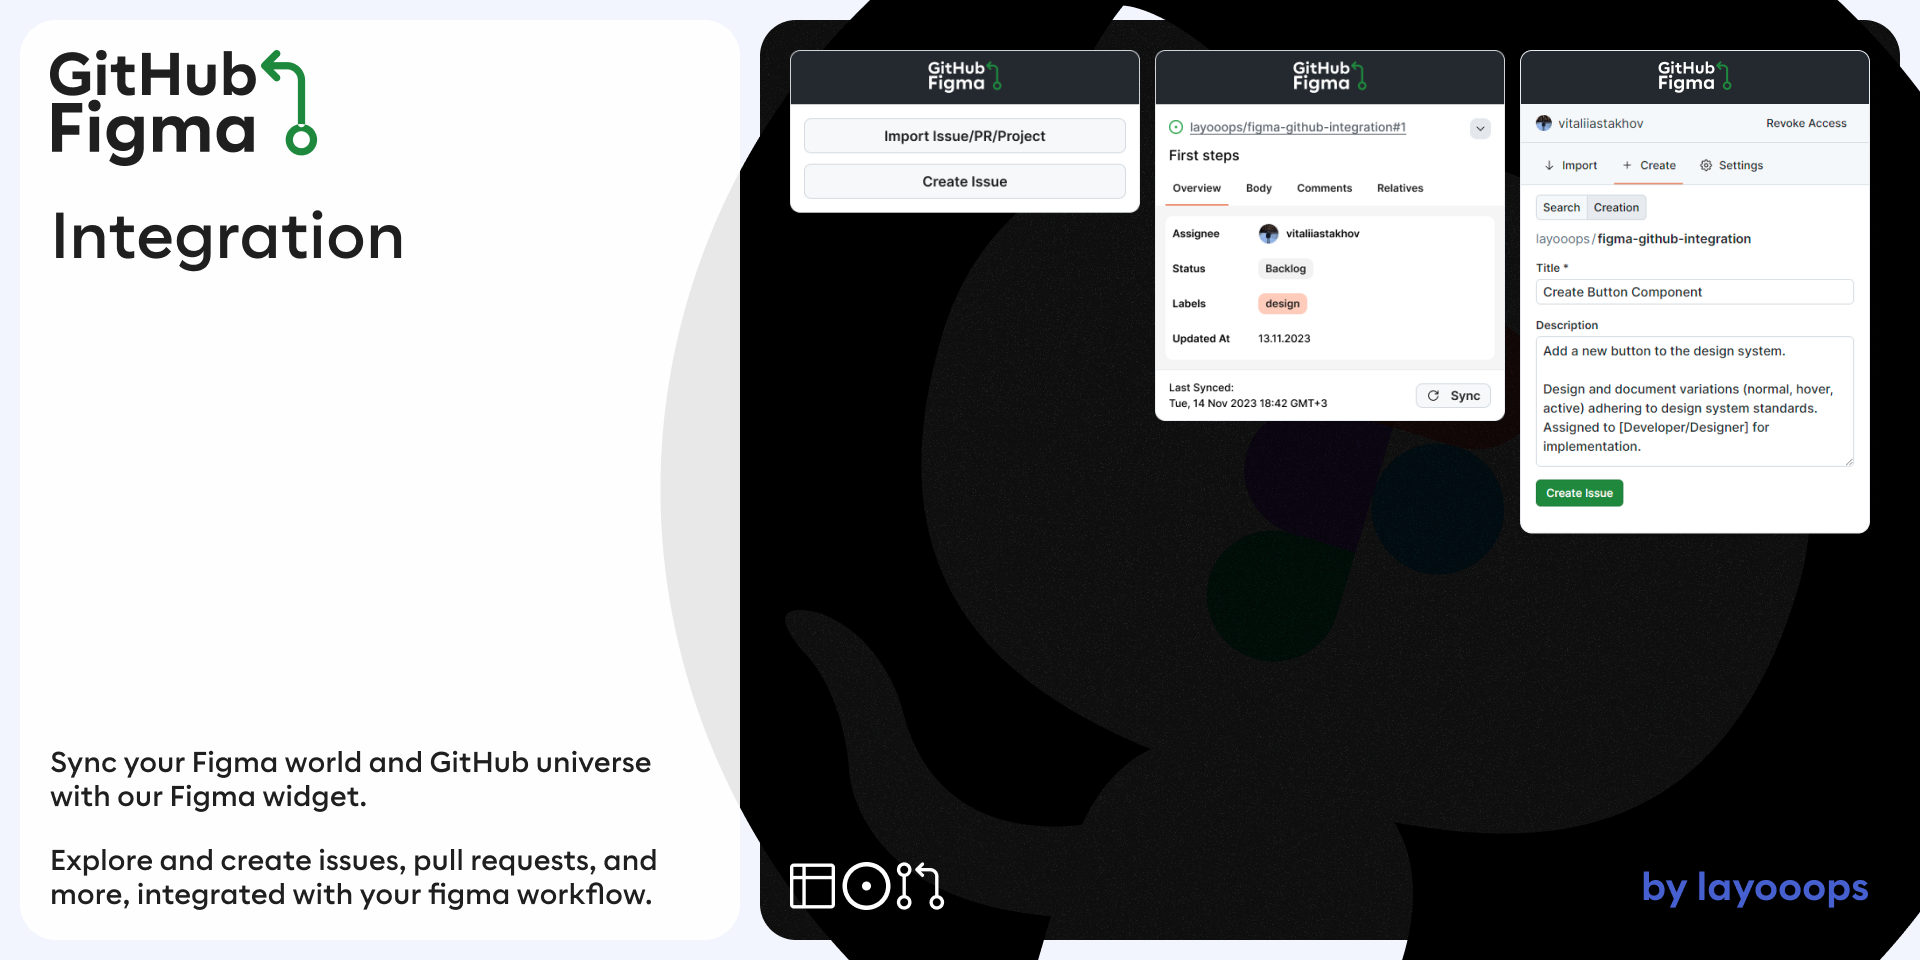 GitHub
Figma
Integration
Sync your Figma world and GitHub universe
with our Figma widget.
Explore and create issues, pull requests, and
more, integrated with your figma workflow.
GitHub
Figma
Import Issue/PR/Project
Create Issue
GitHub
Figma
layooops/figma-github-integration#1
First steps
Overview Body Comments Relatives
Assignee vitaliiastakhov
Status Backlog
Labels design
Updated At 13.11.2023
Last Synced:
Tue, 14 Nov 2023 18:42 GMT+3
Sync
GitHub
Figma
vitaliiastakhov Revoke Access
Import + Create Settings
Search Creation
layooops/figma-github-integration
Title *
Create Button Component
Description
Add a new button to the design system.
Design and document variations (normal, hover,
active) adhering to design system standards.
Assigned to [Developer/Designer] for
implementation.
Create Issue
by layooops